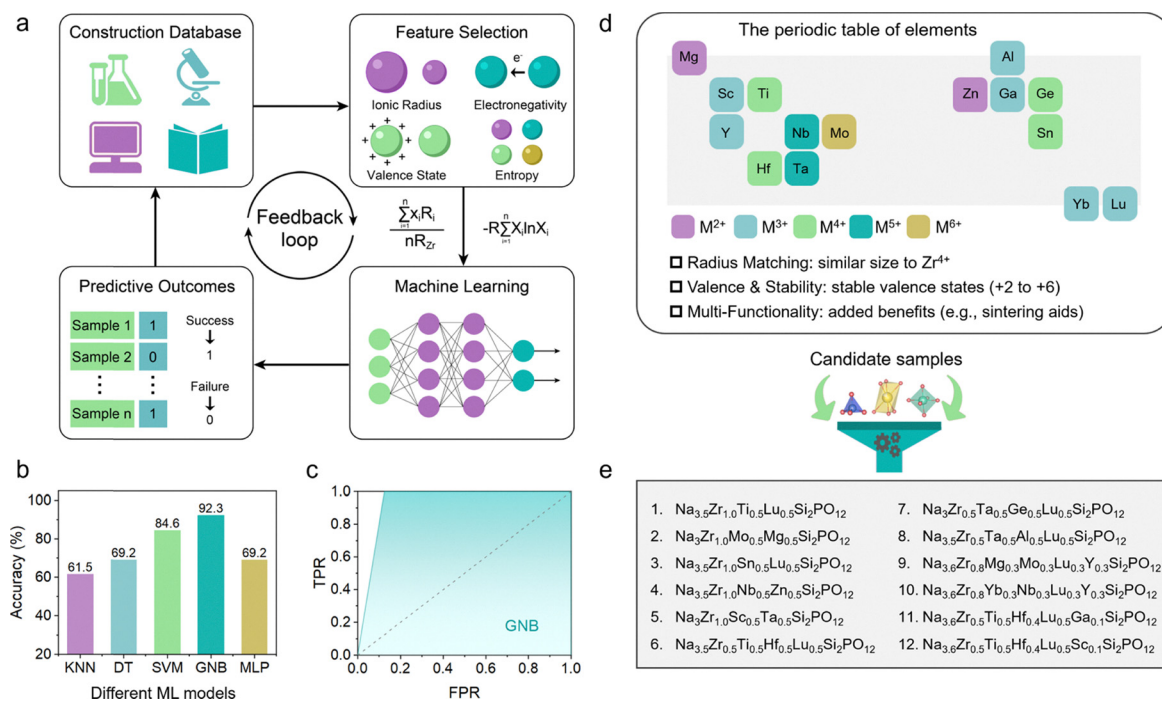 a
Construction Database
Feature Selection
e⁻
Ionic Radius
Electronegativity
Valence State
Entropy
Feedback
loop
n
∑xᵢRᵢ
i=1
nR_Zr
-R∑XᵢlnXᵢ
n
i=1
Predictive Outcomes
Sample 1 1
Sample 2 0
Sample n 1
Success
1
Failure
0
Machine Learning
b
Accuracy (%)
100
80
60
40
20
61.5
69.2
84.6
92.3
69.2
KNN DT SVM GNB MLP
Different ML models
c
TPR
1.0
0.8
0.6
0.4
0.2
0.0
GNB
0.0 0.2 0.4 0.6 0.8 1.0
FPR
d
The periodic table of elements
Mg Al
Sc Ti Zn Ga Ge
Y Nb Mo Sn
Hf Ta
Yb Lu
M²⁺ M³⁺ M⁴⁺ M⁵⁺ M⁶⁺
Radius Matching: similar size to Zr⁴⁺
Valence & Stability: stable valence states (+2 to +6)
Multi-Functionality: added benefits (e.g., sintering aids)
Candidate samples
e
1. Na₃.₅Zr₁.₀Ti₀.₅Lu₀.₅Si₂PO₁₂
2. Na₃Zr₁.₀Mo₀.₅Mg₀.₅Si₂PO₁₂
3. Na₃.₅Zr₁.₀Sn₀.₅Lu₀.₅Si₂PO₁₂
4. Na₃.₅Zr₁.₀Nb₀.₅Zn₀.₅Si₂PO₁₂
5. Na₃Zr₁.₀Sc₀.₅Ta₀.₅Si₂PO₁₂
6. Na₃.₅Zr₀.₅Ti₀.₅Hf₀.₅Lu₀.₅Si₂PO₁₂
7. Na₃Zr₀.₅Ta₀.₅Ge₀.₅Lu₀.₅Si₂PO₁₂
8. Na₃.₅Zr₀.₅Ta₀.₅Al₀.₅Lu₀.₅Si₂PO₁₂
9. Na₃.₆Zr₀.₈Mg₀.₃Mo₀.₃Lu₀.₃Y₀.₃Si₂PO₁₂
10. Na₃.₆Zr₀.₈Yb₀.₃Nb₀.₃Lu₀.₃Y₀.₃Si₂PO₁₂
11. Na₃.₆Zr₀.₅Ti₀.₅Hf₀.₄Lu₀.₅Ga₀.₁Si₂PO₁₂
12. Na₃.₆Zr₀.₅Ti₀.₅Hf₀.₄Lu₀.₅Sc₀.₁Si₂PO₁₂